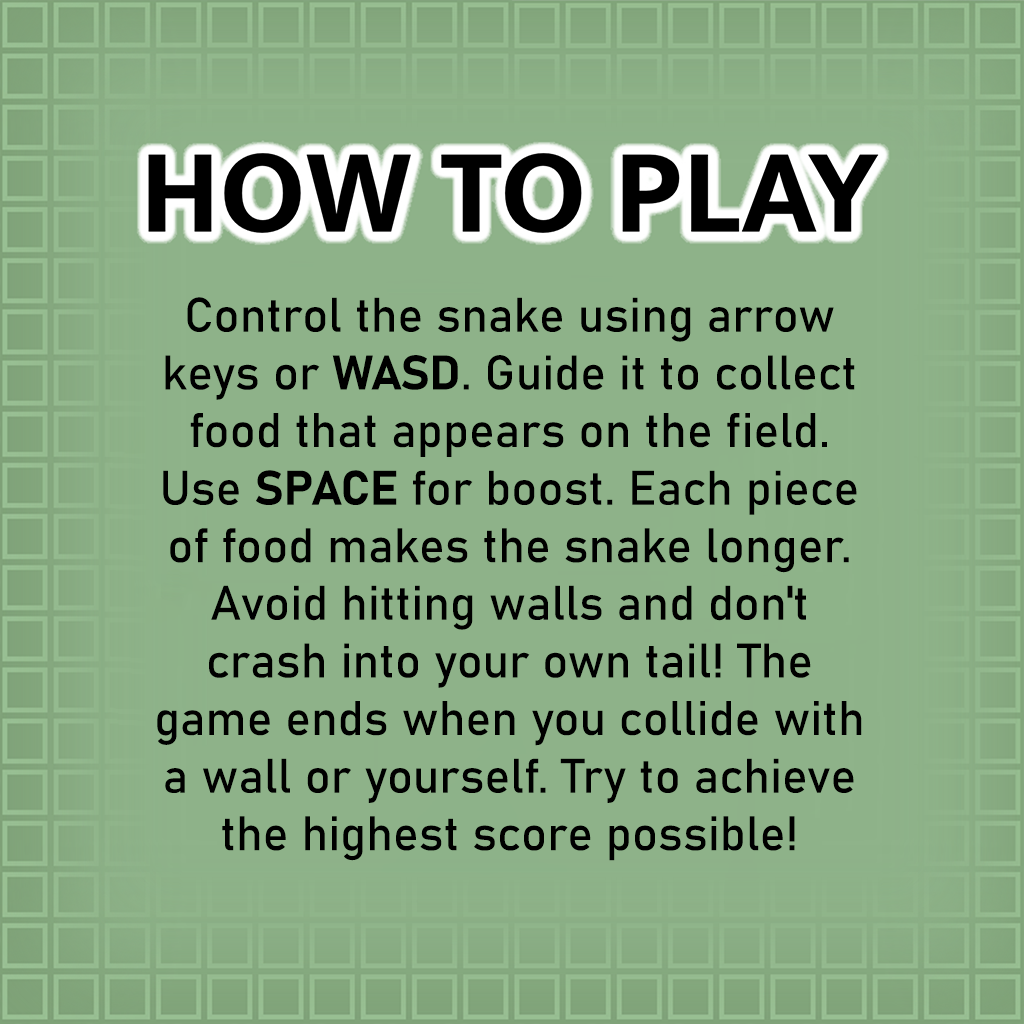 HOW TO PLAY
Control the snake using arrow
keys or WASD. Guide it to collect
food that appears on the field.
Use SPACE for boost. Each piece
of food makes the snake longer.
Avoid hitting walls and don't
crash into your own tail! The
game ends when you collide with
a wall or yourself. Try to achieve
the highest score possible!